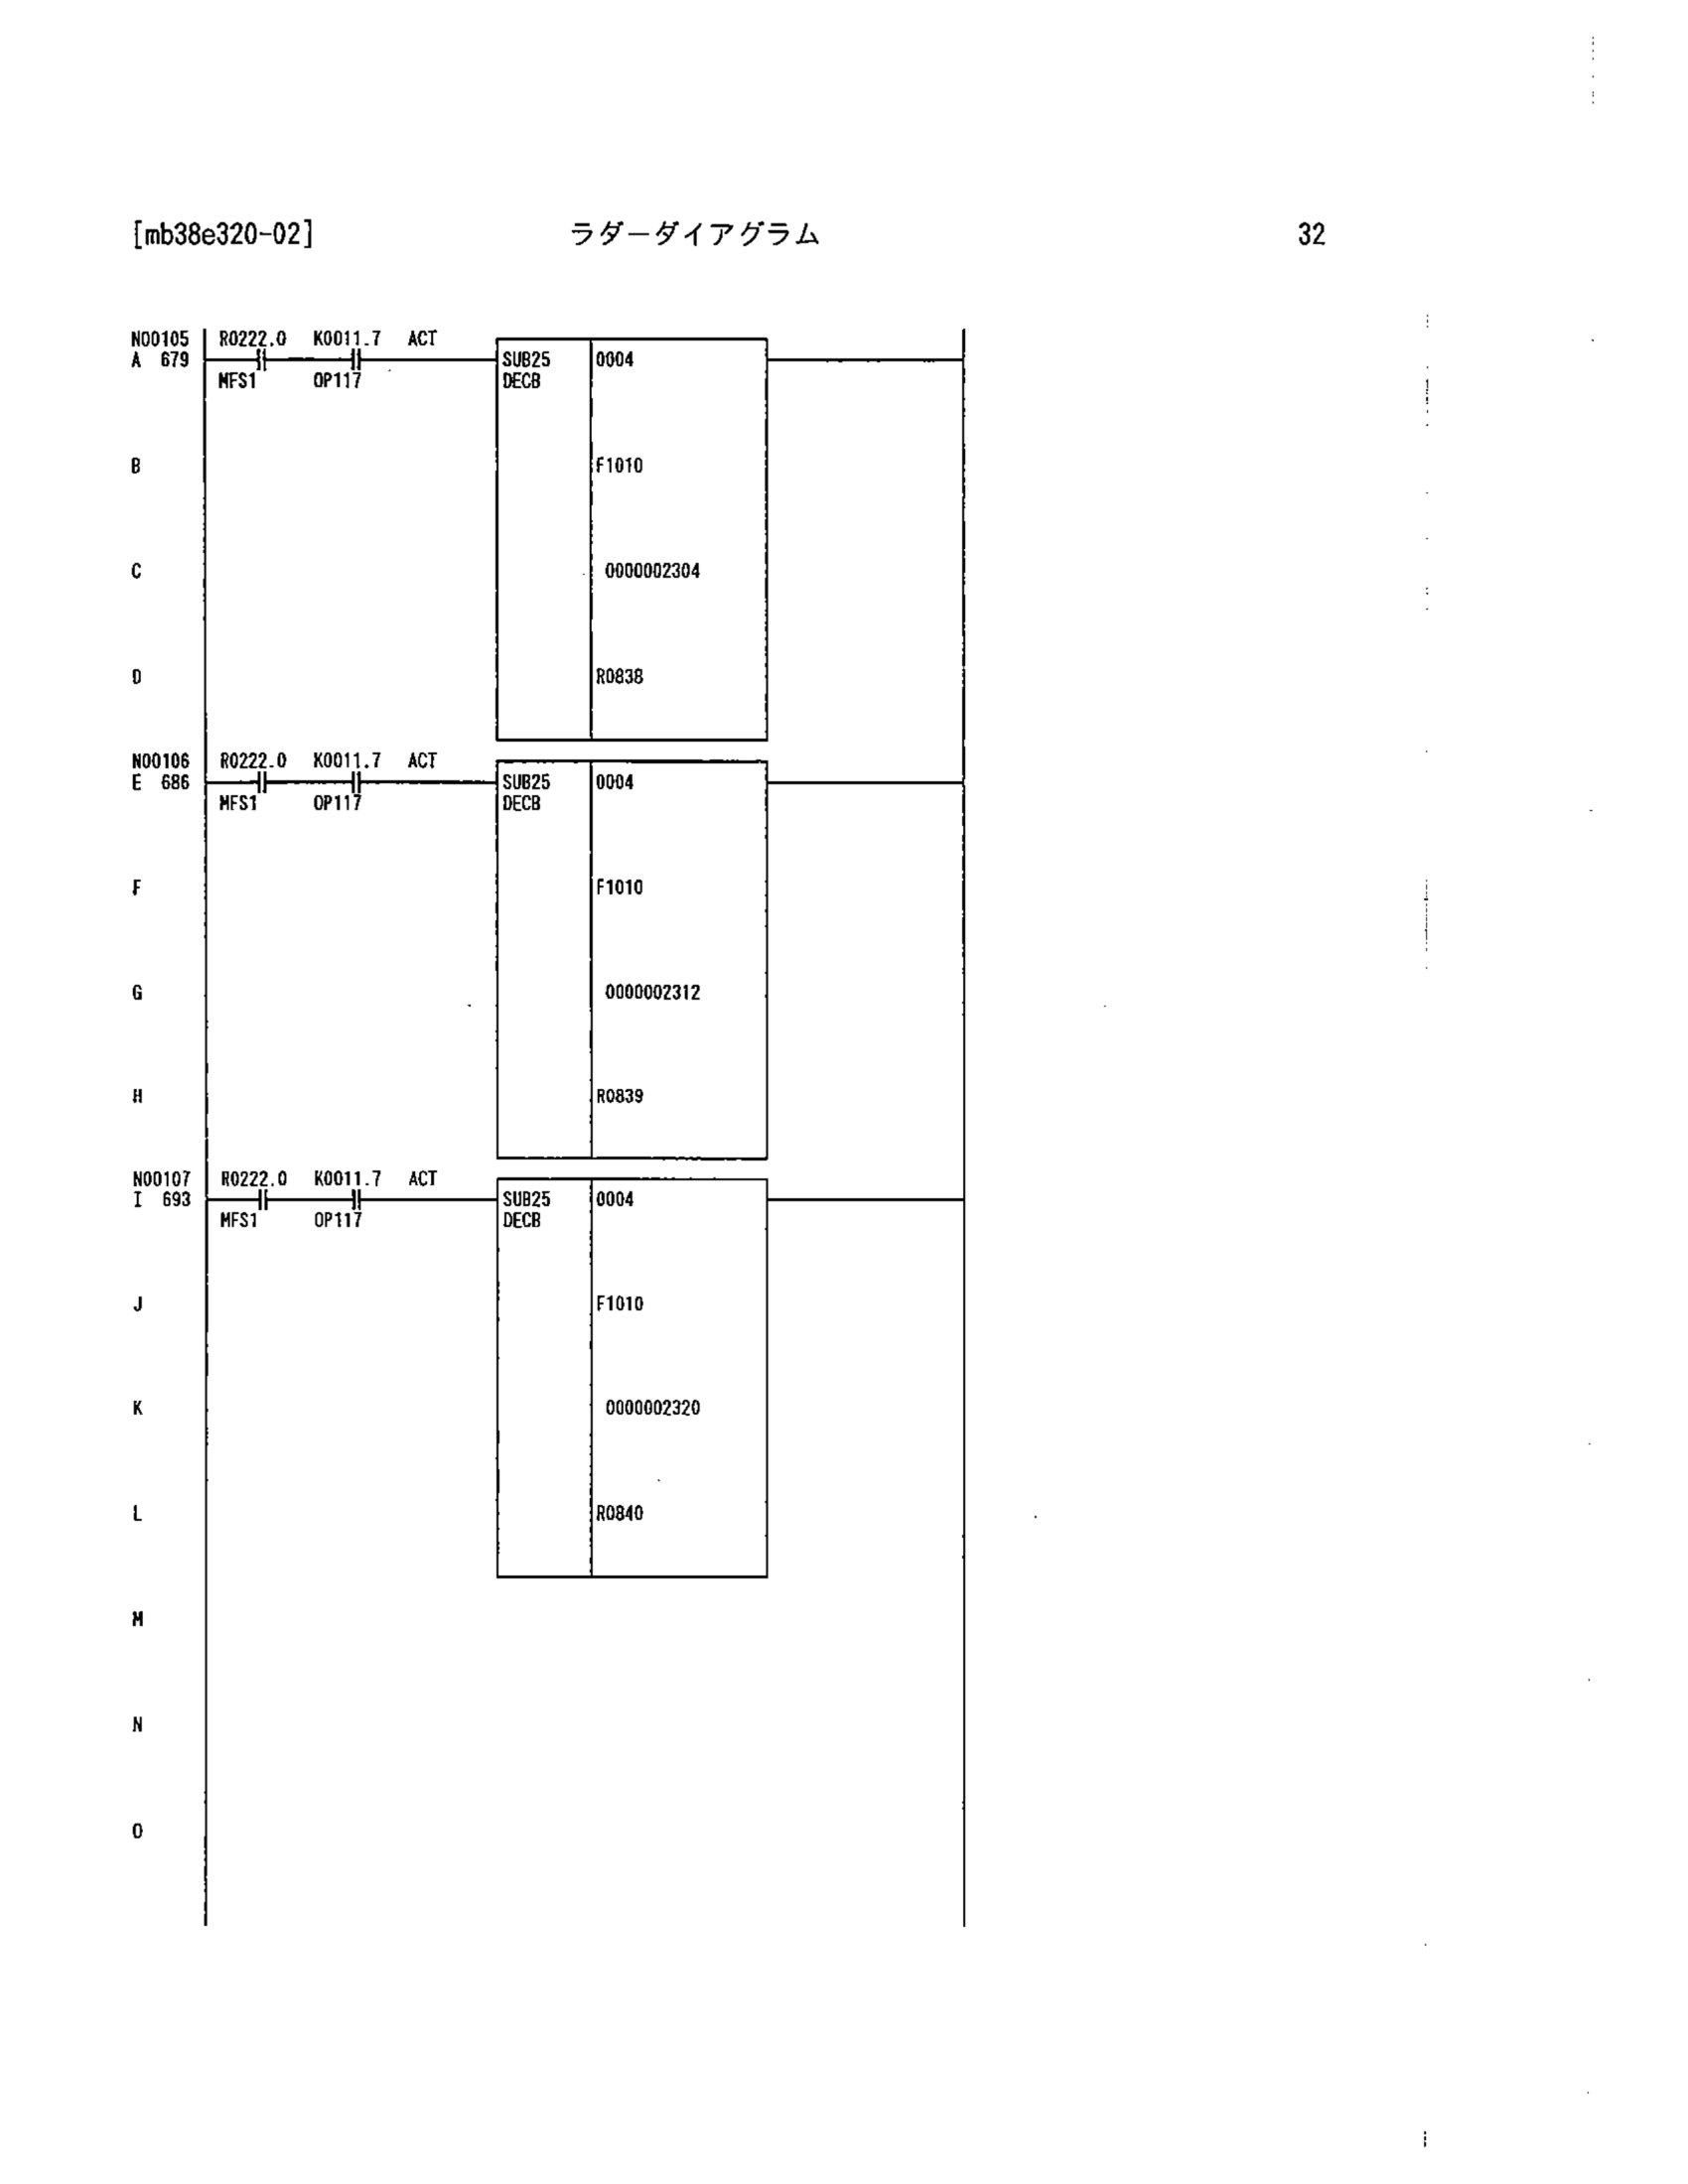 [mb38e320-02] ラダーダイアグラム 32
N00105 R0222.0 K0011.7 ACT
A 679 SUB25 0004
MFS1 OP117 DECB
B F1010
C 0000002304
D R0838
N00106 R0222.0 K0011.7 ACT
E 686 SUB25 0004
MFS1 OP117 DECB
F F1010
G 0000002312
H R0839
N00107 R0222.0 K0011.7 ACT
I 693 SUB25 0004
MFS1 OP117 DECB
J F1010
K 0000002320
L R0840
M
N
O